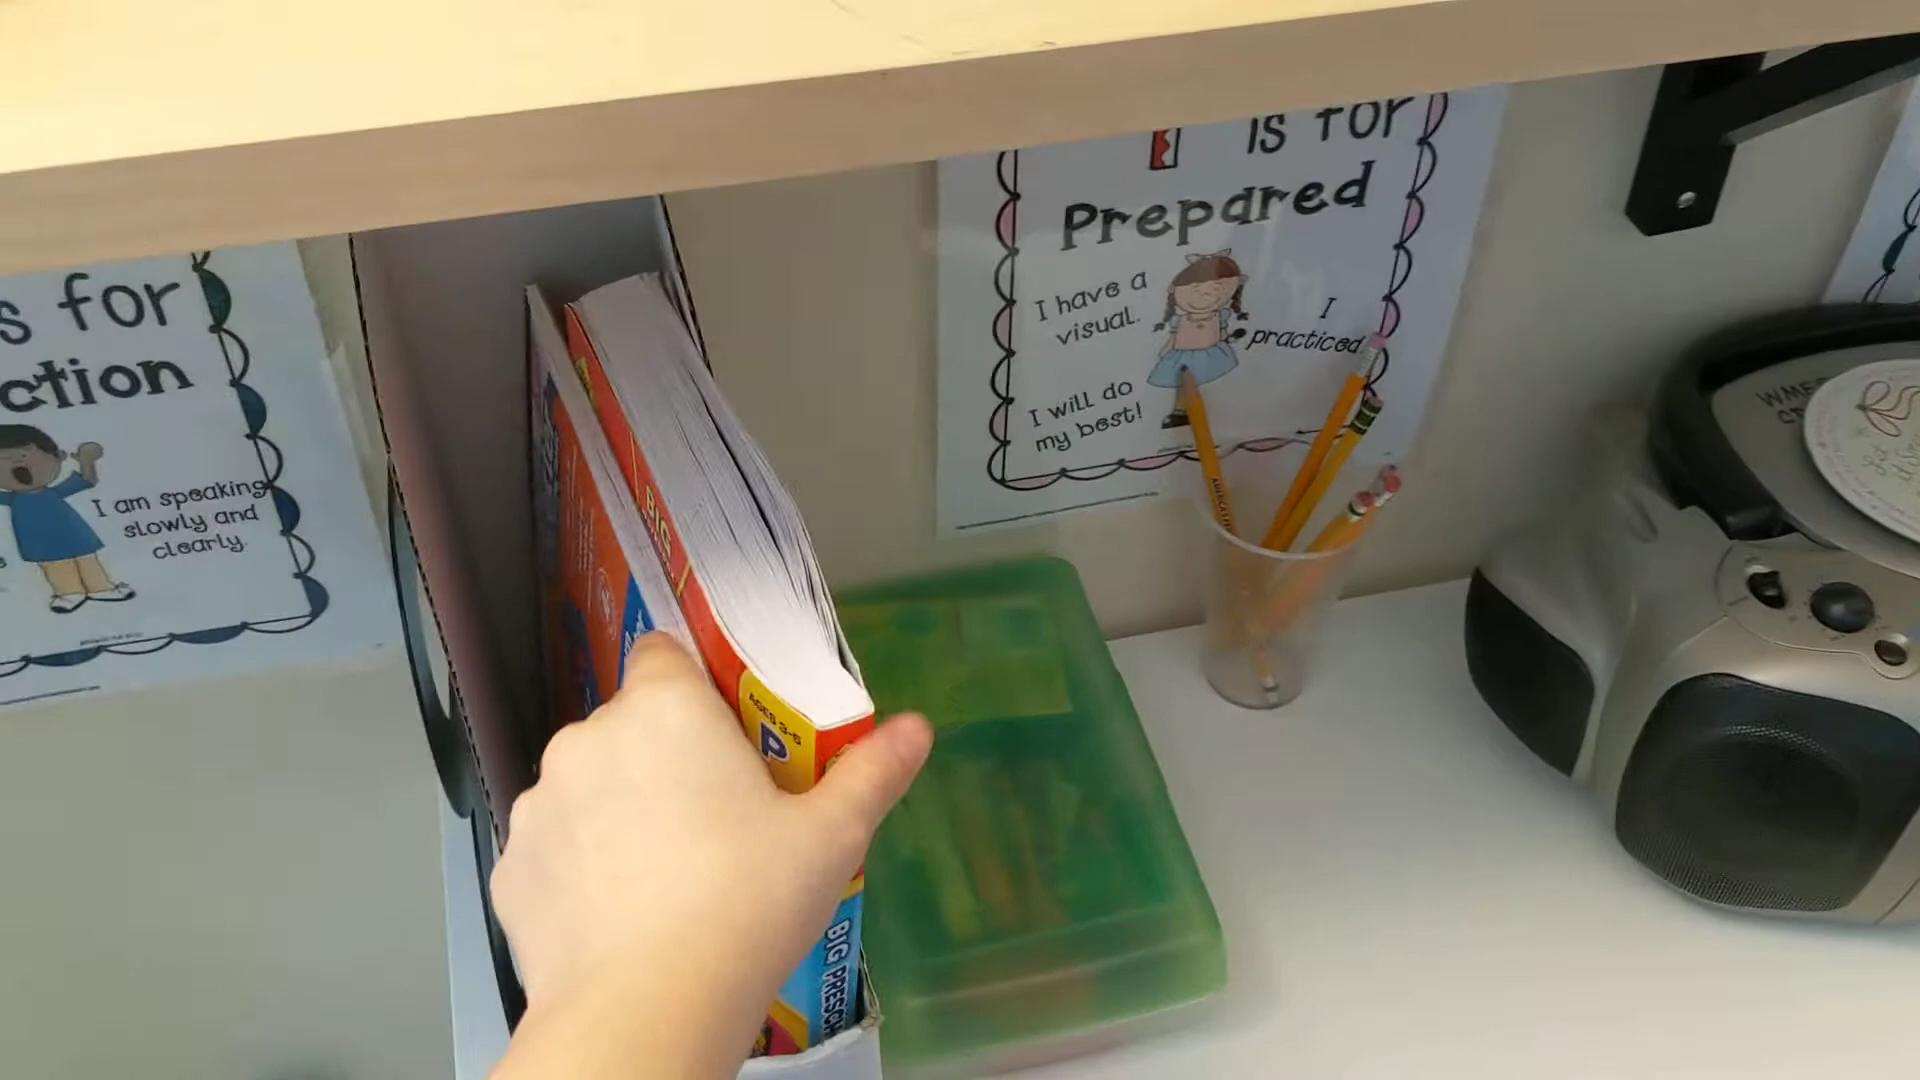 s for
ction
I am speaking
slowly and
clearly.
is for
Prepared
I have a
visual.
I
practiced
I will do
my best!
BIG
AGES 3-5
P
BIG PRESCH